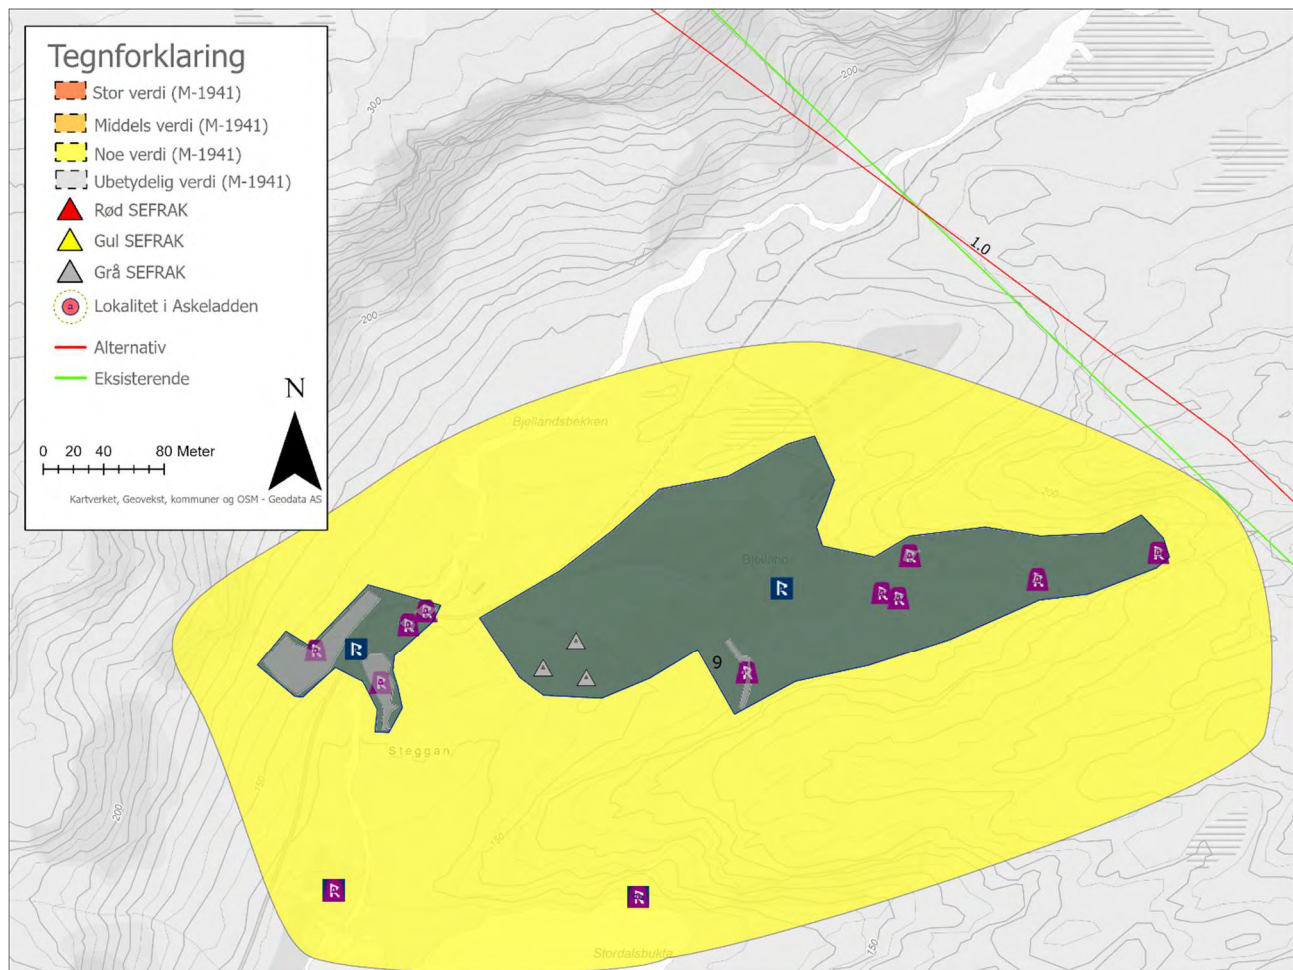 Tegnforklaring
Stor verdi (M-1941)
Middels verdi (M-1941)
Noe verdi (M-1941)
Ubetydelig verdi (M-1941)
Rød SEFRAK
Gul SEFRAK
Grå SEFRAK
Lokalitet i Askeladden
Alternativ
Eksisterende
N
0 20 40 80 Meter
Kartverket, Geovekst, kommuner og OSM - Geodata AS
200
300
200
1.0
Bjellandsbekken
200
Bjelland
9
Steggan
150
150
200
Stordalsbukta
150